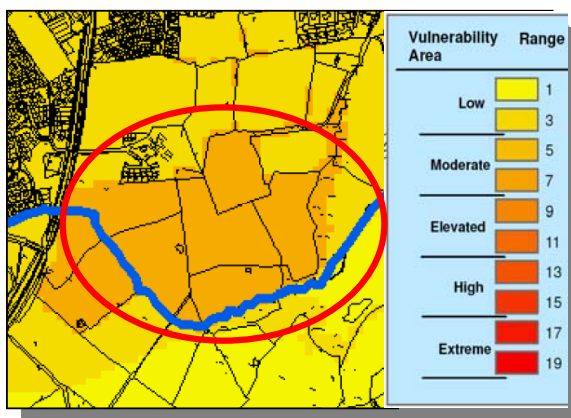 Vulnerability Range
Area
1
Low
3
5
Moderate
7
9
Elevated
11
13
High
15
17
Extreme
19